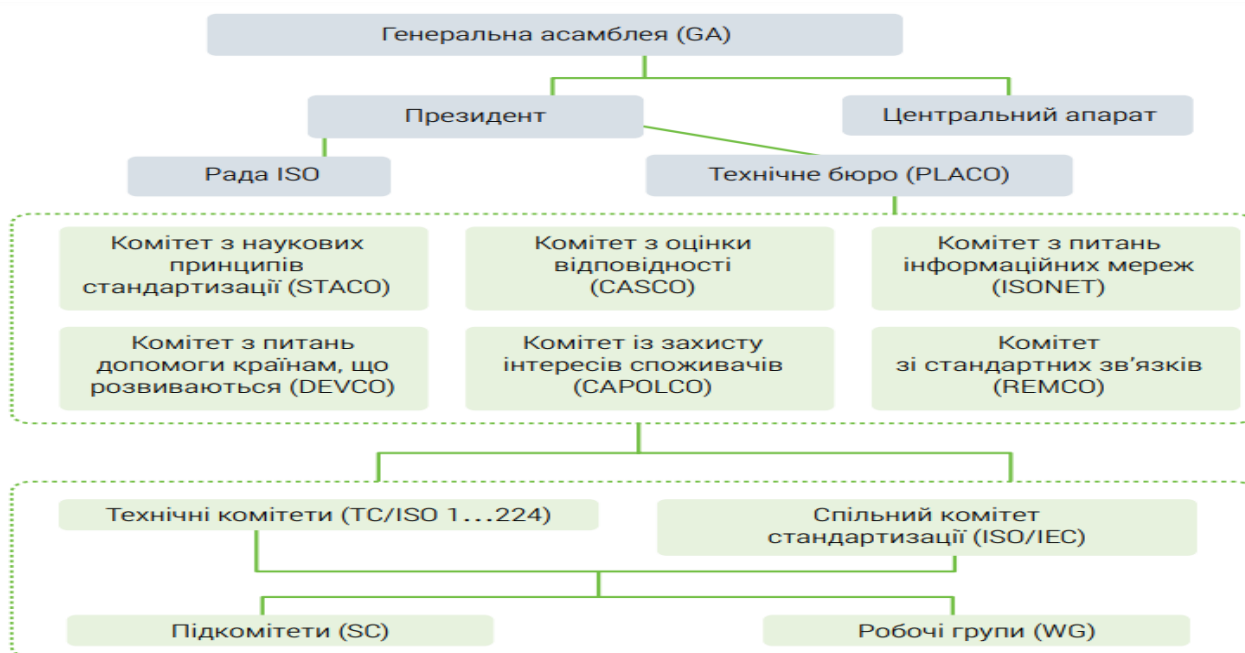 Генеральна асамблея (GA)
Президент
Центральний апарат
Рада ISO
Технічне бюро (PLACO)
Комітет з наукових
принципів
стандартизації (STACO)
Комітет з оцінки
відповідності
(CASCO)
Комітет з питань
інформаційних мереж
(ISONET)
Комітет з питань
допомоги країнам, що
розвиваються (DEVCO)
Комітет із захисту
інтересів споживачів
(CAPOLCO)
Комітет
зі стандартних зв’язків
(REMCO)
Технічні комітети (TC/ISO 1...224)
Спільний комітет
стандартизації (ISO/IEC)
Підкомітети (SC)
Робочі групи (WG)